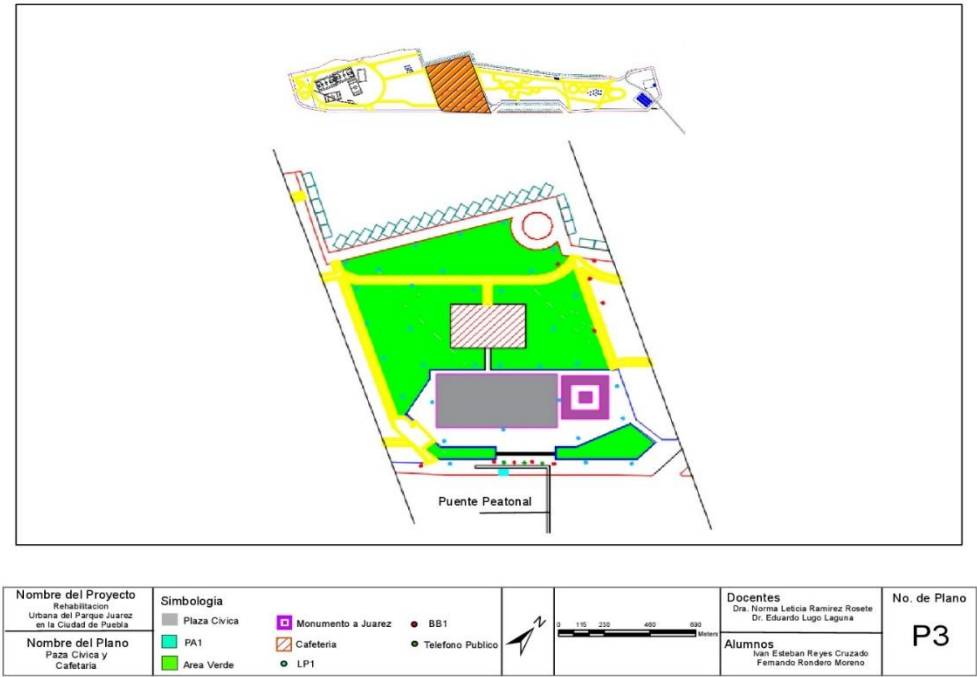 Puente Peatonal
Nombre del Proyecto
Rehabilitacion
Urbana del Parque Juarez
en la Ciudad de Puebla
Nombre del Plano
Paza Civica y
Cafetaria
Simbologia
Plaza Civica
PA1
Area Verde
Monumento a Juarez
Cafeteria
LP1
BB1
Telefono Publico
0 115 230 460 690
Meters
Docentes
Dra. Norma Leticia Ramirez Rosete
Dr. Eduardo Lugo Laguna
Alumnos
Ivan Esteban Reyes Cruzado
Fernando Rondero Moreno
No. de Plano
P3